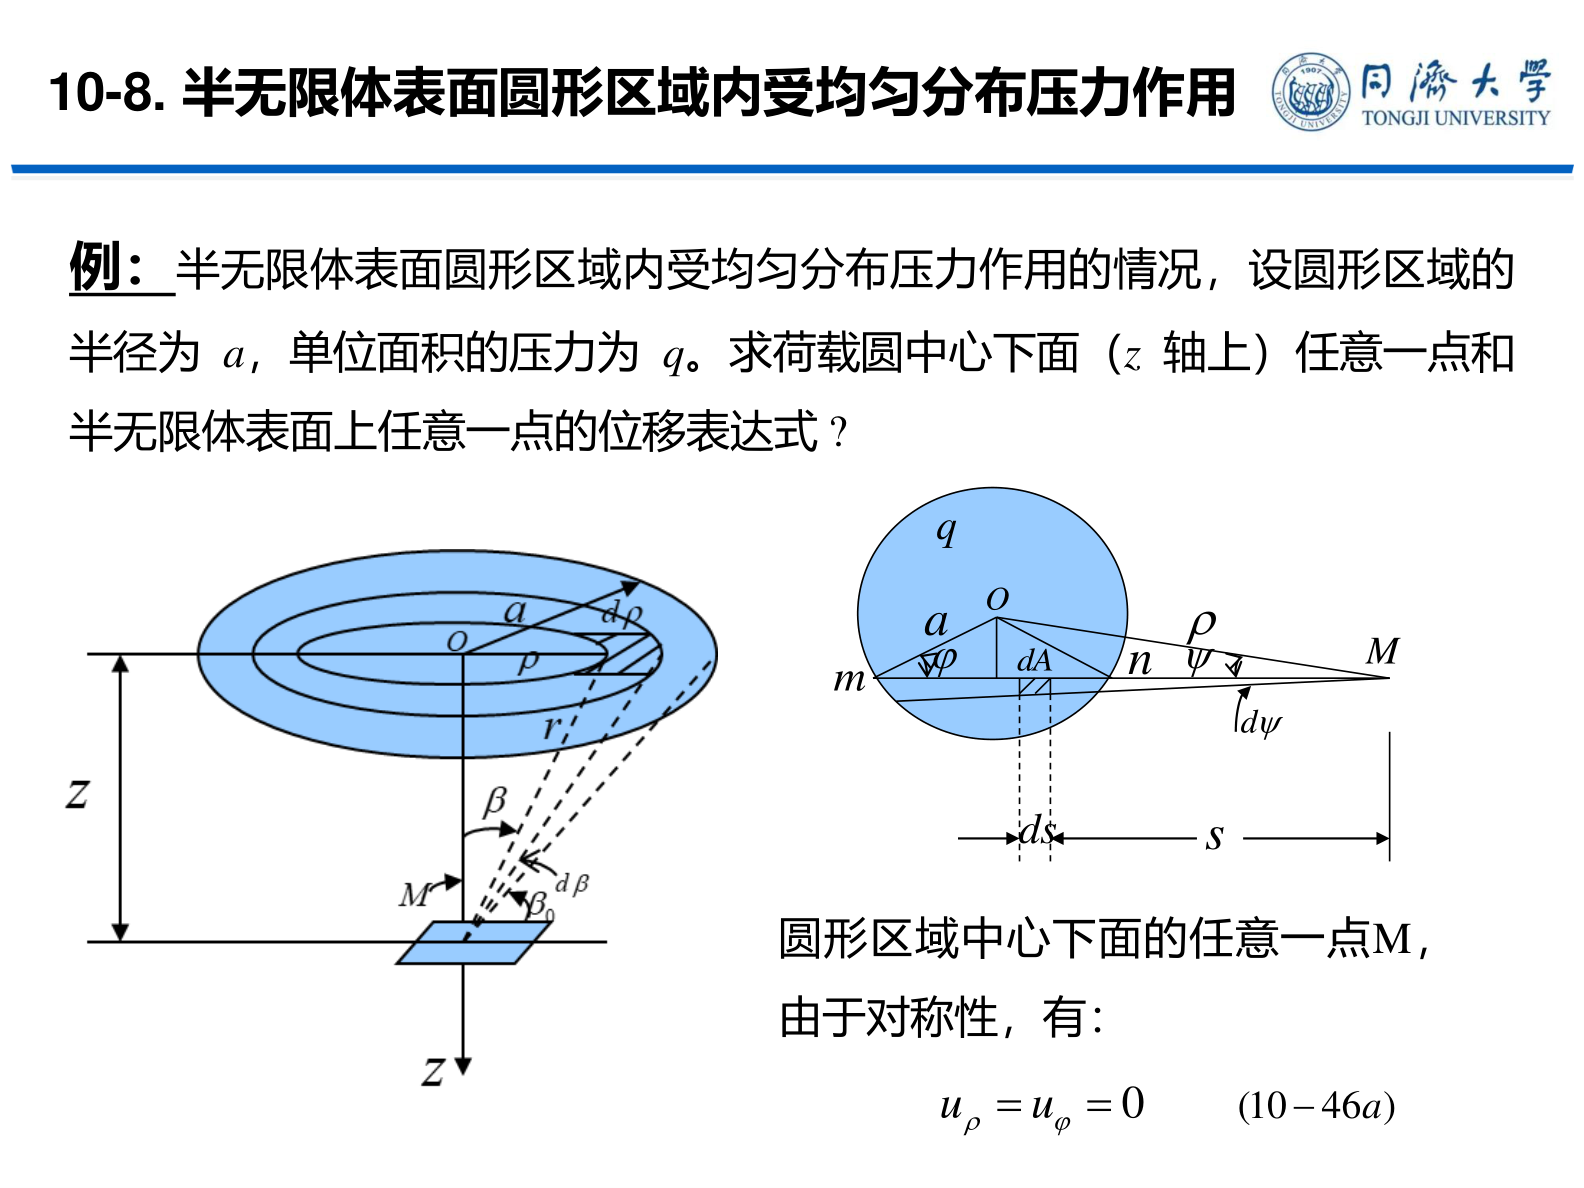 10-8. 半无限体表面圆形区域内受均匀分布压力作用
同濟大学
TONGJI UNIVERSITY
1907
TONGJI UNIVERSITY
例：半无限体表面圆形区域内受均匀分布压力作用的情况，设圆形区域的
半径为 a，单位面积的压力为 q。求荷载圆中心下面（z 轴上）任意一点和
半无限体表面上任意一点的位移表达式？
a
dρ
o
ρ
r
z
β
M
dβ
β₀
z
q
O
a
ρ
φ
dA
n
ψ
M
m
dψ
ds
s
圆形区域中心下面的任意一点M，
由于对称性，有：
uρ = uφ = 0 (10−46a)